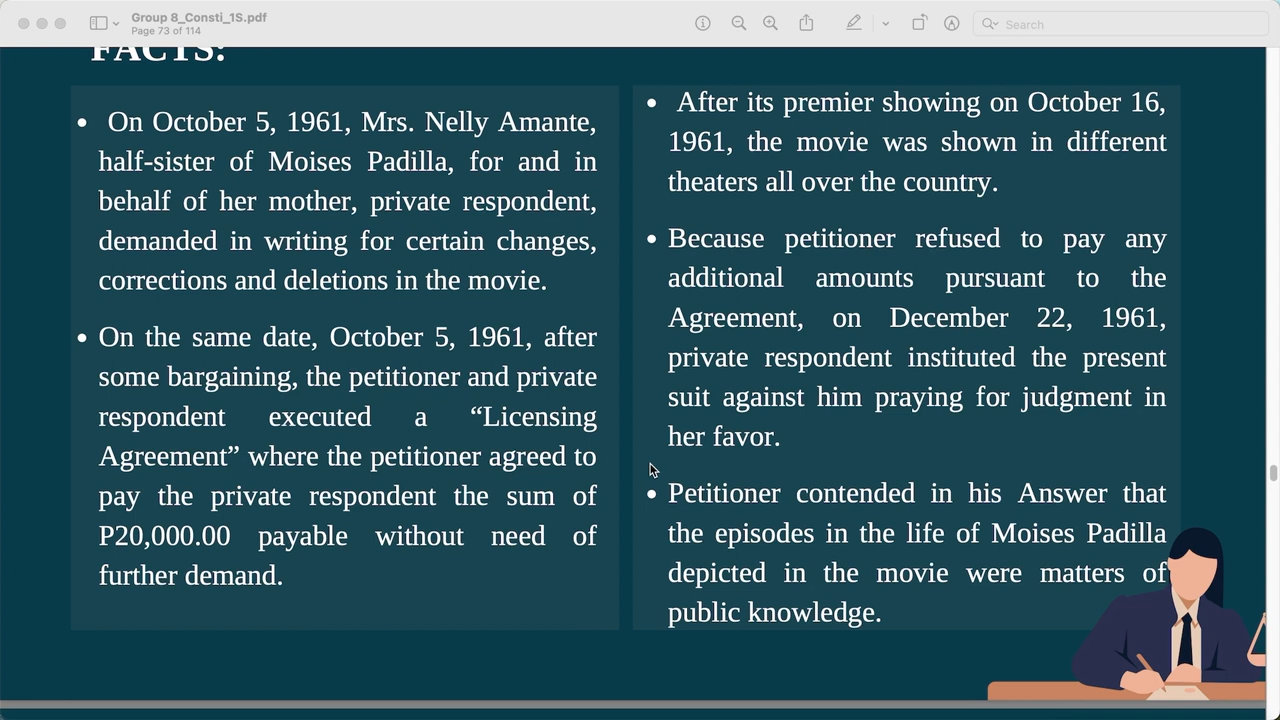 Group 8_Consti_1S.pdf
Page 73 of 114
Search
FACTS:
• On October 5, 1961, Mrs. Nelly Amante,
half-sister of Moises Padilla, for and in
behalf of her mother, private respondent,
demanded in writing for certain changes,
corrections and deletions in the movie.
• On the same date, October 5, 1961, after
some bargaining, the petitioner and private
respondent executed a “Licensing
Agreement” where the petitioner agreed to
pay the private respondent the sum of
P20,000.00 payable without need of
further demand.
• After its premier showing on October 16,
1961, the movie was shown in different
theaters all over the country.
• Because petitioner refused to pay any
additional amounts pursuant to the
Agreement, on December 22, 1961,
private respondent instituted the present
suit against him praying for judgment in
her favor.
• Petitioner contended in his Answer that
the episodes in the life of Moises Padilla
depicted in the movie were matters of
public knowledge.